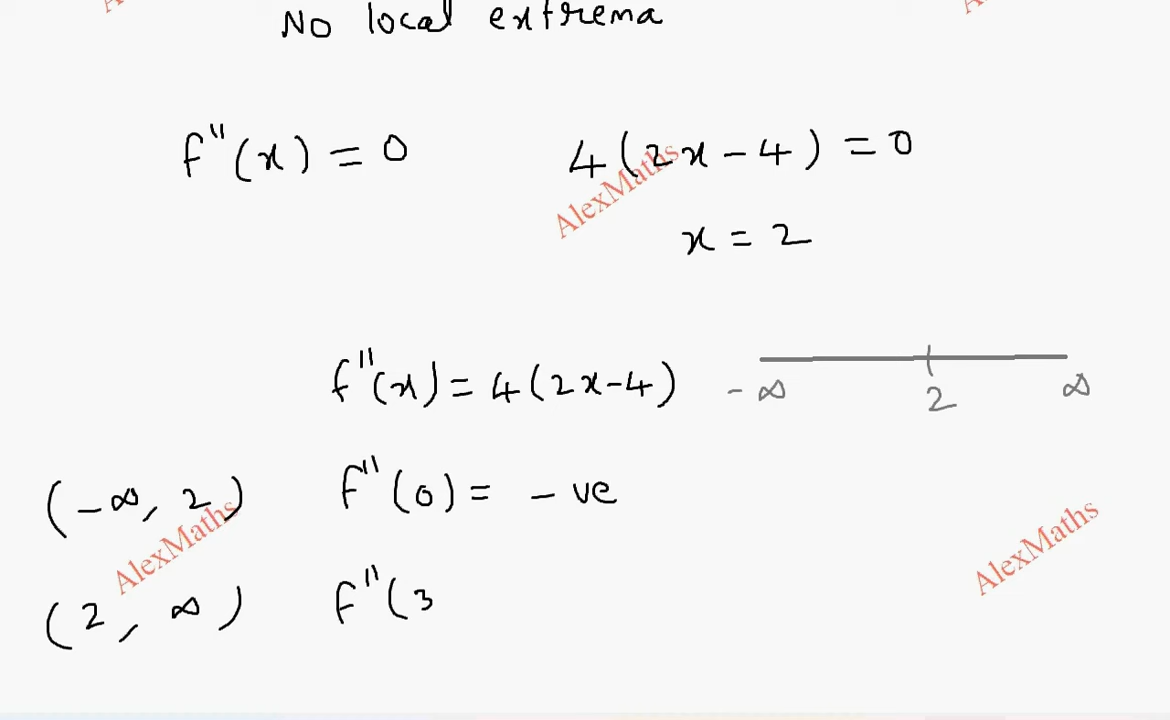 No local extrema
f''(x) = 0 4(2x-4) = 0
x = 2
f''(x) = 4(2x-4) -∞ 2 ∞
(-∞, 2) f''(0) = -ve
(2, ∞) f''(3
AlexMaths
AlexMaths
AlexMaths